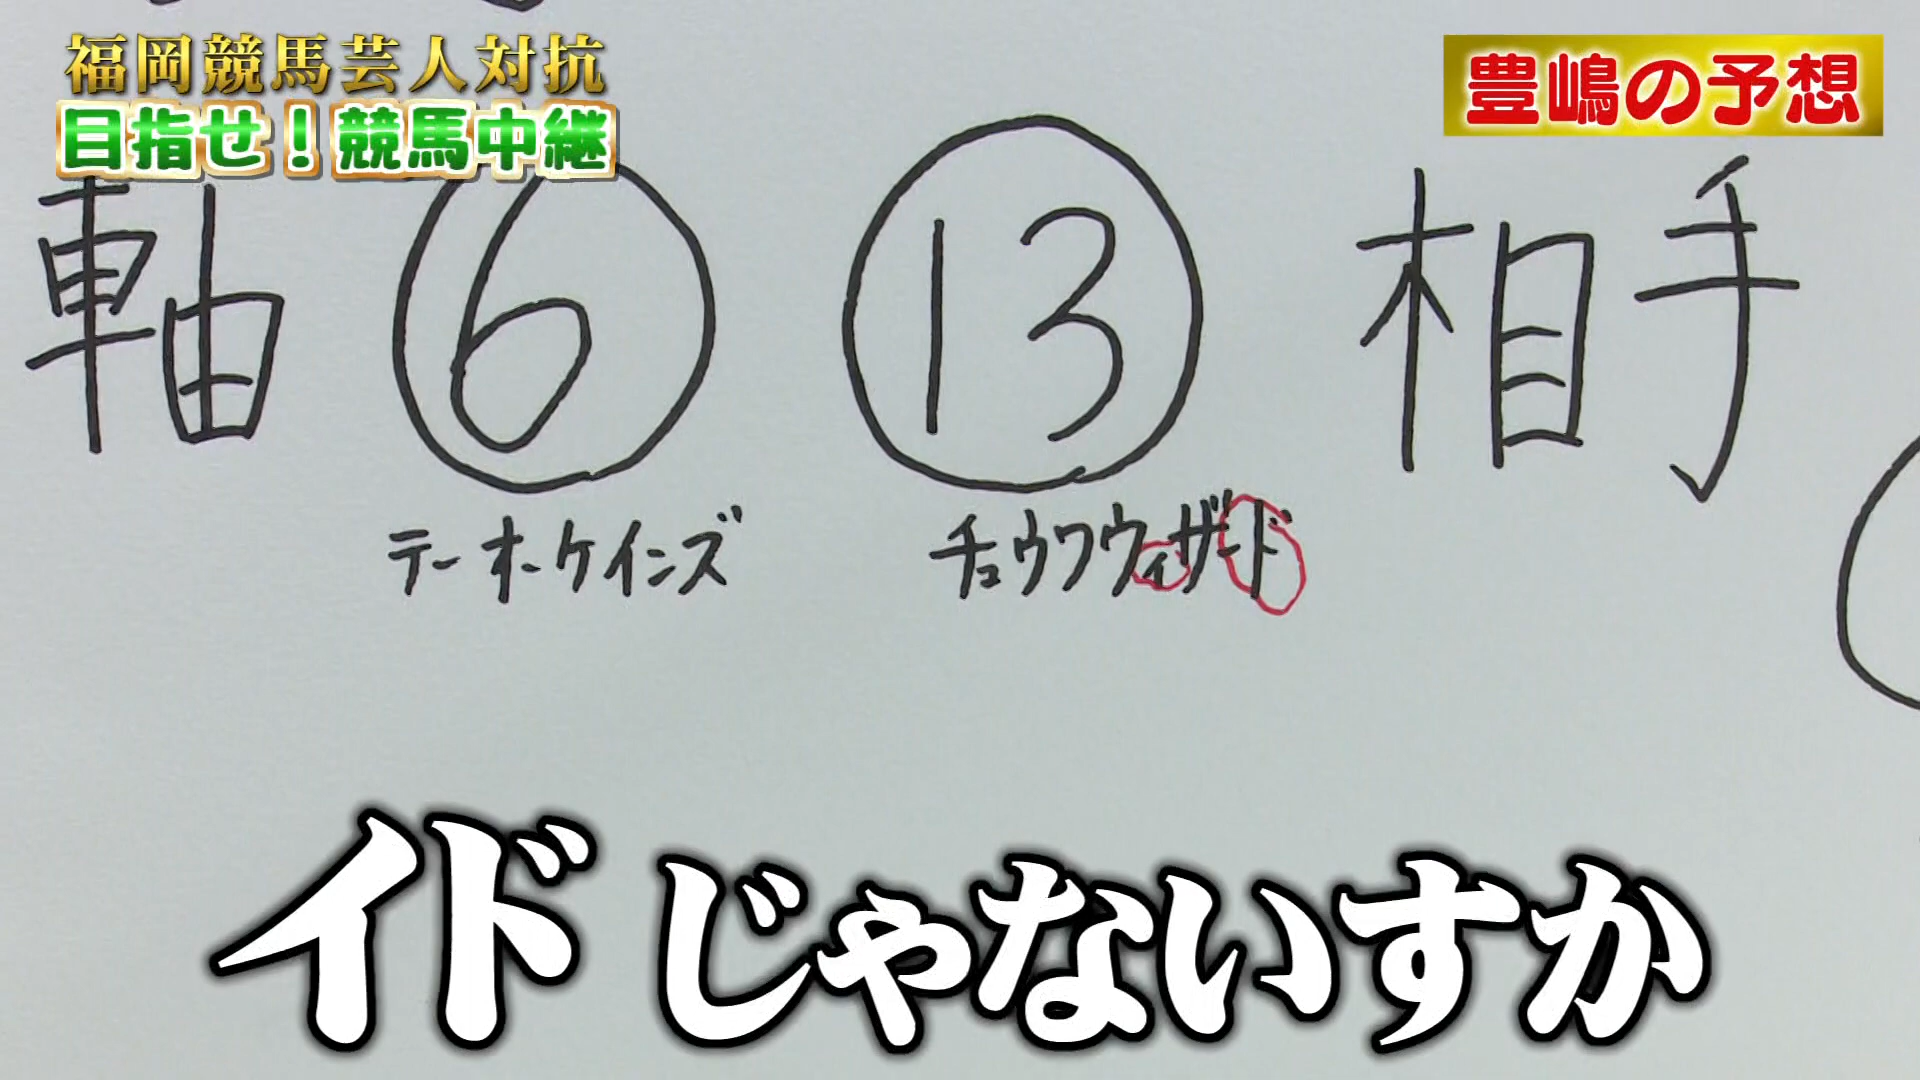 福岡競馬芸人対抗
目指せ！競馬中継
豊嶋の予想
軸 ⑥ ⑬ 相手
テーオーケインズ
チュウワウィザード
イドじゃないすか